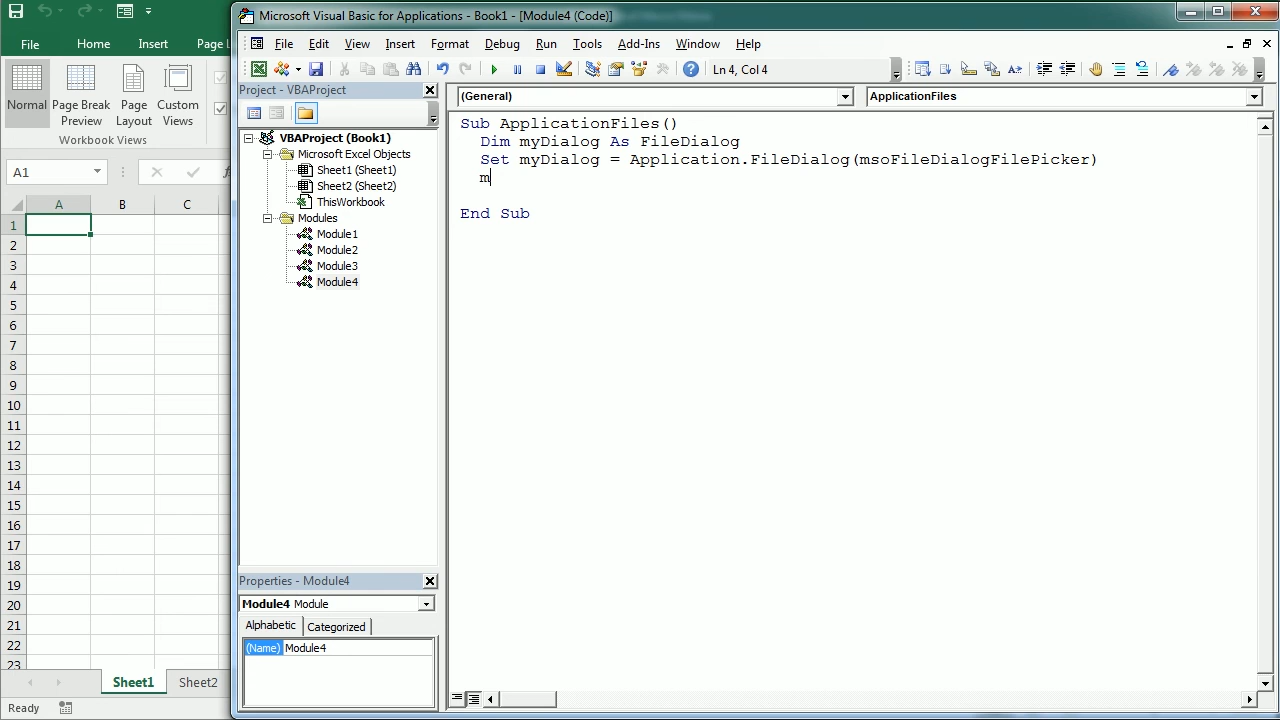 Microsoft Visual Basic for Applications - Book1 - [Module4 (Code)]
File Home Insert Page L
File Edit View Insert Format Debug Run Tools Add-Ins Window Help
Ln 4, Col 4
Normal
Page Break Preview
Page Layout
Custom Views
Workbook Views
A1
A B C
1
2
3
4
5
6
7
8
9
10
11
12
13
14
15
16
17
18
19
20
21
22
23
Sheet1 Sheet2
Ready
Project - VBAProject
VBAProject (Book1)
Microsoft Excel Objects
Sheet1 (Sheet1)
Sheet2 (Sheet2)
ThisWorkbook
Modules
Module1
Module2
Module3
Module4
Properties - Module4
Module4 Module
Alphabetic Categorized
(Name) Module4
(General) ApplicationFiles
Sub ApplicationFiles()
Dim myDialog As FileDialog
Set myDialog = Application.FileDialog(msoFileDialogFilePicker)
m
End Sub